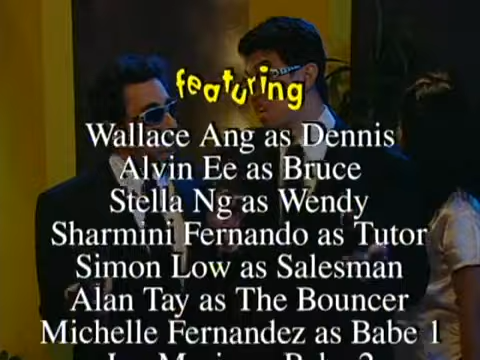 featuring
Wallace Ang as Dennis
Alvin Ee as Bruce
Stella Ng as Wendy
Sharmini Fernando as Tutor
Simon Low as Salesman
Alan Tay as The Bouncer
Michelle Fernandez as Babe 1